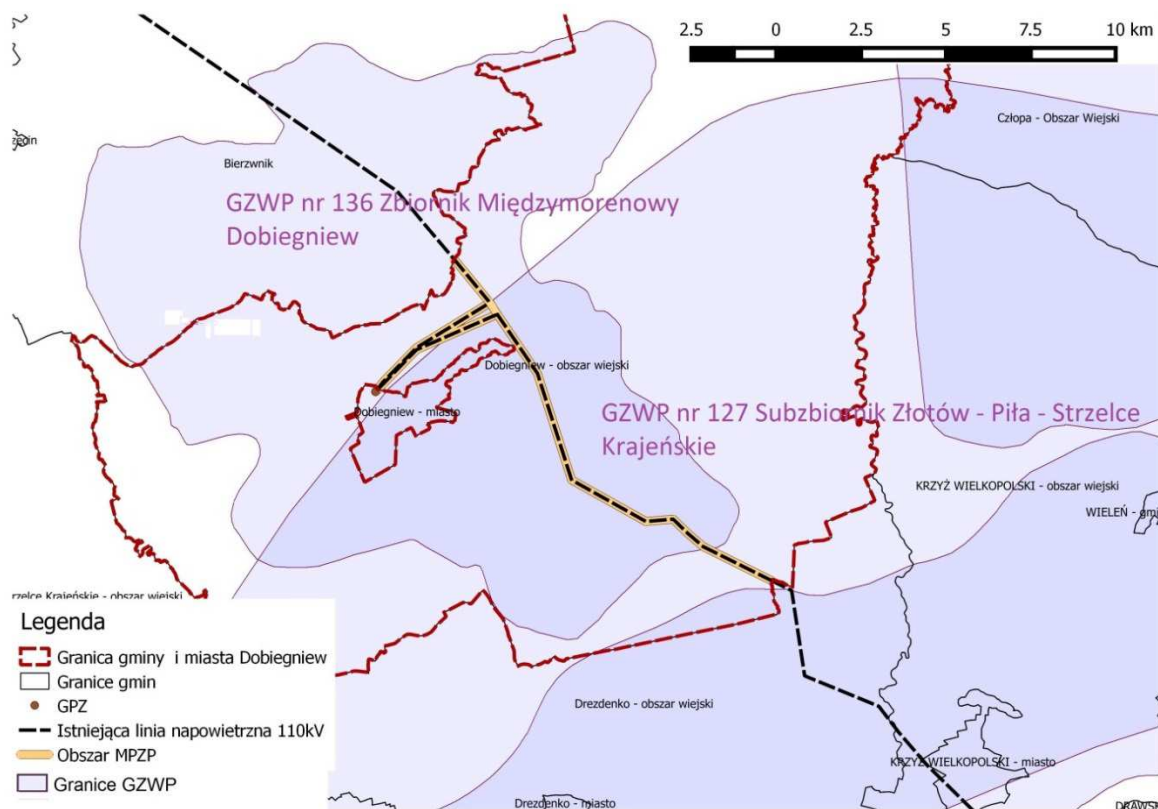 2.5 0 2.5 5 7.5 10 km
Człopa - Obszar Wiejski
Bierzwnik
GZWP nr 136 Zbiornik Międzymorenowy
Dobiegniew
Dobiegniew - obszar wiejski
Dobiegniew - miasto
GZWP nr 127 Subzbiornik Złotów - Piła - Strzelce
Krajeńskie
KRZYŻ WIELKOPOLSKI - obszar wiejski
WIELEŃ - gmi
rzelce Krajeńskie - obszar wiejski
Legenda
Granica gminy i miasta Dobiegniew
Granice gmin
GPZ
Istniejąca linia napowietrzna 110kV
Obszar MPZP
Granice GZWP
Drezdenko - obszar wiejski
KRZYŻ WIELKOPOLSKI - miasto
Drezdenko - miasto